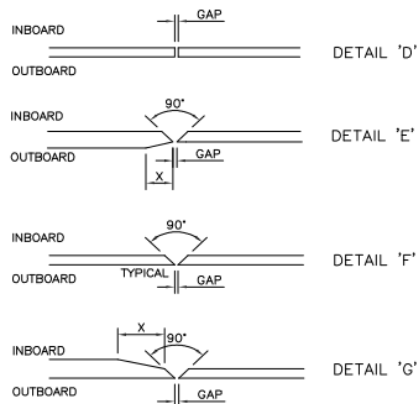 GAP
INBOARD
OUTBOARD
DETAIL 'D'
90°
INBOARD
OUTBOARD
DETAIL 'E'
X
GAP
90°
INBOARD
OUTBOARD
TYPICAL
DETAIL 'F'
GAP
X
90°
INBOARD
OUTBOARD
DETAIL 'G'
GAP